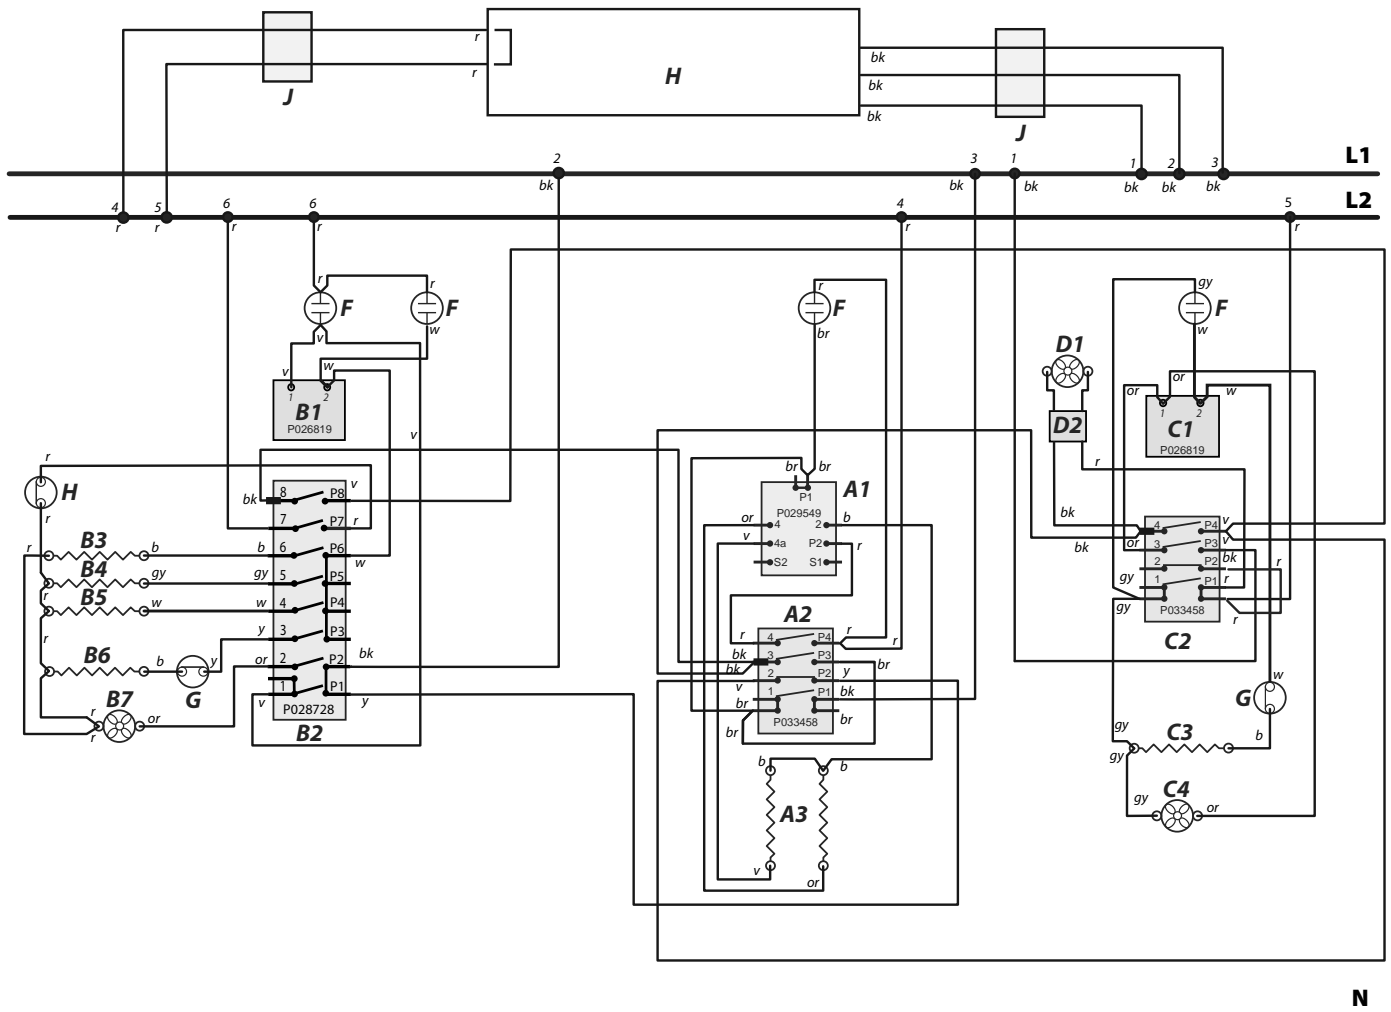 r
r
J
H
bk
bk
bk
J
L1
2
bk
3
bk
1
bk
1
bk
2
bk
3
bk
L2
4
r
5
r
6
r
6
r
4
r
5
r
r
F
v
r
F
w
r
F
br
gy
F
w
v
w
1
2
B1
P026819
v
D1
D2
r
or
or
w
1
2
C1
P026819
r
H
r
bk
8
P8
v
7
P7
r
b
6
P6
w
gy
5
P5
w
4
P4
y
3
P3
or
2
P2
bk
v
1
P1
y
P028728
B2
r
B3
b
B4
gy
r
B5
w
r
B6
b
G
y
r
B7
or
r
br
br
P1
A1
P029549
or
4
2
b
v
4a
P2
r
S2
S1
A2
r
4
P4
r
r
bk
3
P3
br
bk
2
P2
y
v
1
P1
bk
br
br
br
P033458
b
b
A3
v
or
bk
bk
4
P4
v
or
3
P3
v
2
P2
bk
r
gy
1
P1
r
gy
r
P033458
C2
w
G
gy
C3
b
gy
C4
gy
or
N